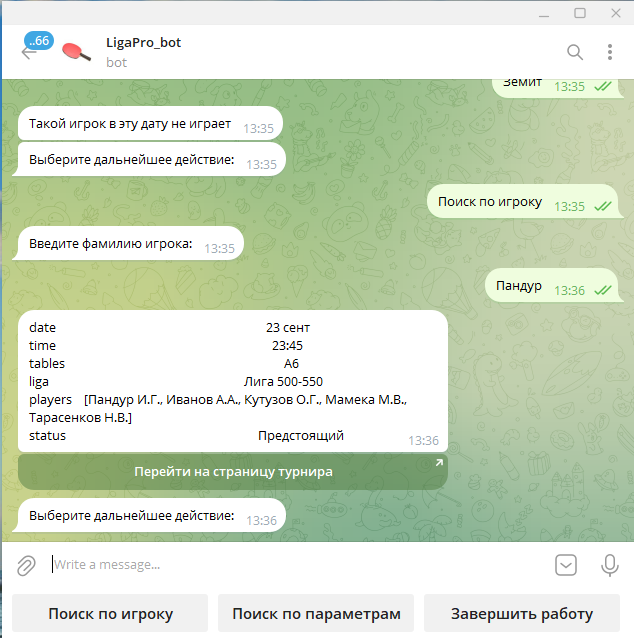 ..66
LigaPro_bot
bot
Земит 13:35
Такой игрок в эту дату не играет 13:35
Выберите дальнейшее действие: 13:35
Поиск по игроку 13:35
Введите фамилию игрока: 13:35
Пандур 13:36
date 23 сент
time 23:45
tables А6
liga Лига 500-550
players [Пандур И.Г., Иванов А.А., Кутузов О.Г., Мамека М.В.,
Тарасенков Н.В.]
status Предстоящий 13:36
Перейти на страницу турнира
Выберите дальнейшее действие: 13:36
Write a message...
Поиск по игроку Поиск по параметрам Завершить работу